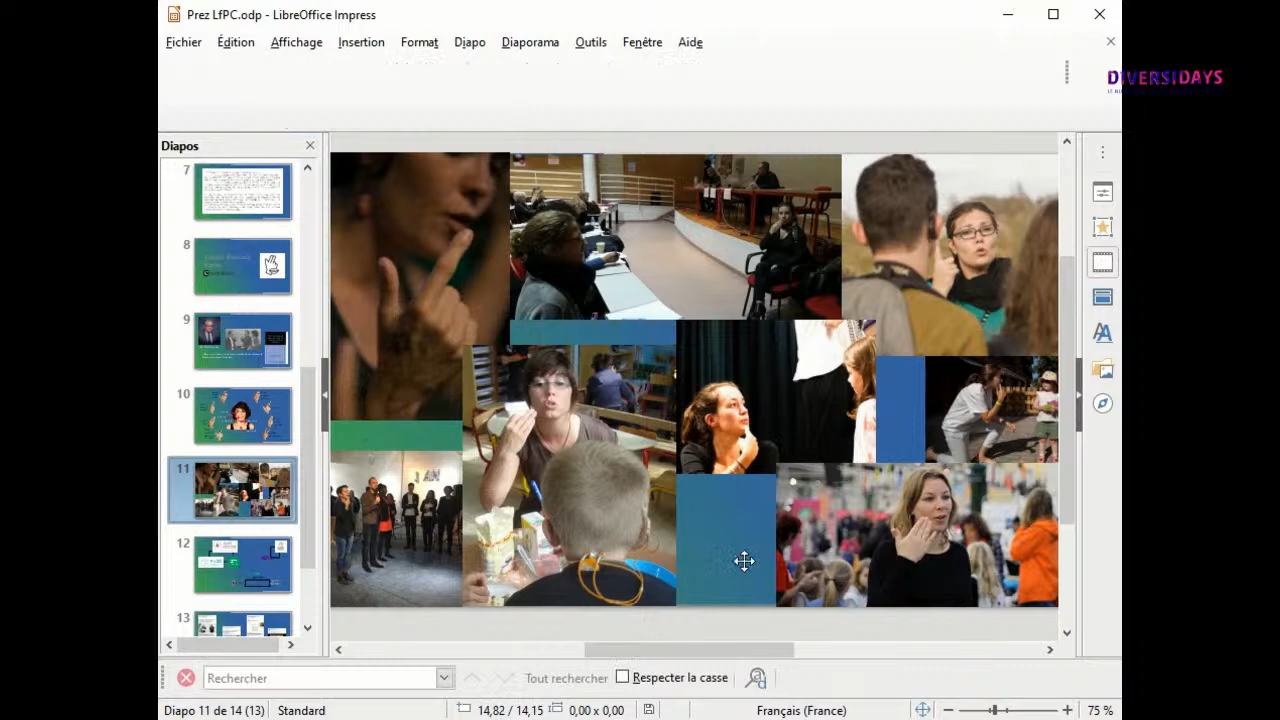 Prez LfPC.odp - LibreOffice Impress
Fichier Édition Affichage Insertion Format Diapo Diaporama Outils Fenêtre Aide
DIVERSIDAYS
Diapos
7
8
9
10
11
12
13
I AM
Rechercher
Tout rechercher
Respecter la casse
Diapo 11 de 14 (13)
Standard
14,82 / 14,15
0,00 x 0,00
Français (France)
75 %